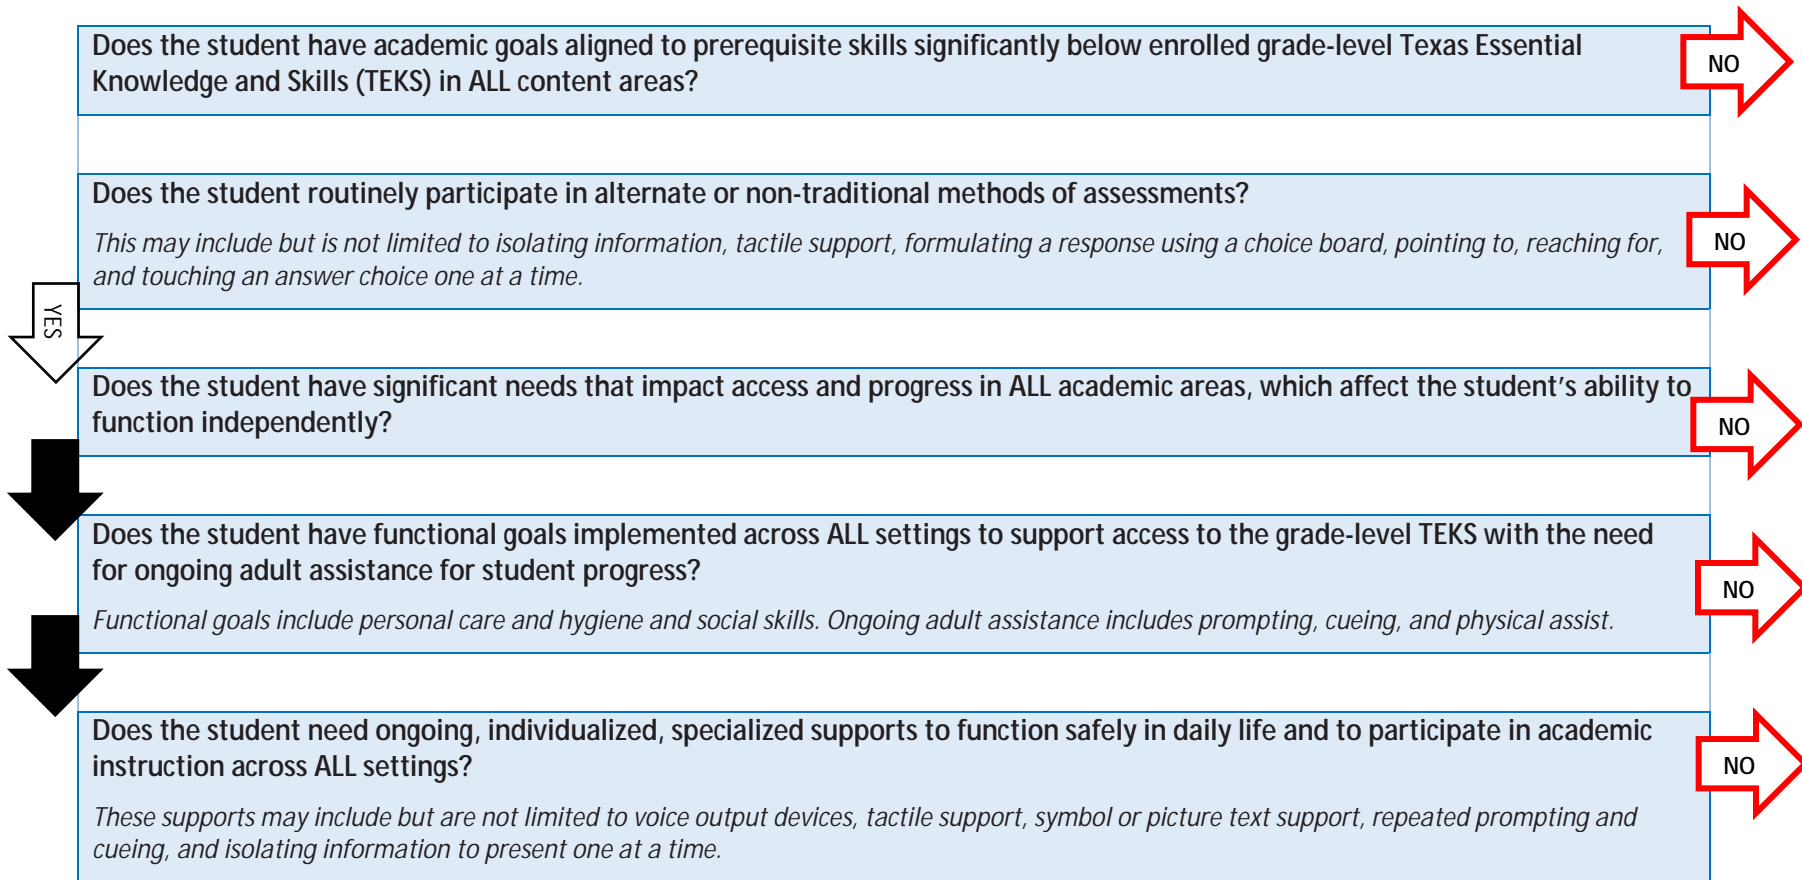 Does the student have academic goals aligned to prerequisite skills significantly below enrolled grade-level Texas Essential
Knowledge and Skills (TEKS) in ALL content areas?
NO
Does the student routinely participate in alternate or non-traditional methods of assessments?
This may include but is not limited to isolating information, tactile support, formulating a response using a choice board, pointing to, reaching for,
and touching an answer choice one at a time.
NO
YES
Does the student have significant needs that impact access and progress in ALL academic areas, which affect the student's ability to
function independently?
NO
Does the student have functional goals implemented across ALL settings to support access to the grade-level TEKS with the need
for ongoing adult assistance for student progress?
Functional goals include personal care and hygiene and social skills. Ongoing adult assistance includes prompting, cueing, and physical assist.
NO
Does the student need ongoing, individualized, specialized supports to function safely in daily life and to participate in academic
instruction across ALL settings?
These supports may include but are not limited to voice output devices, tactile support, symbol or picture text support, repeated prompting and
cueing, and isolating information to present one at a time.
NO